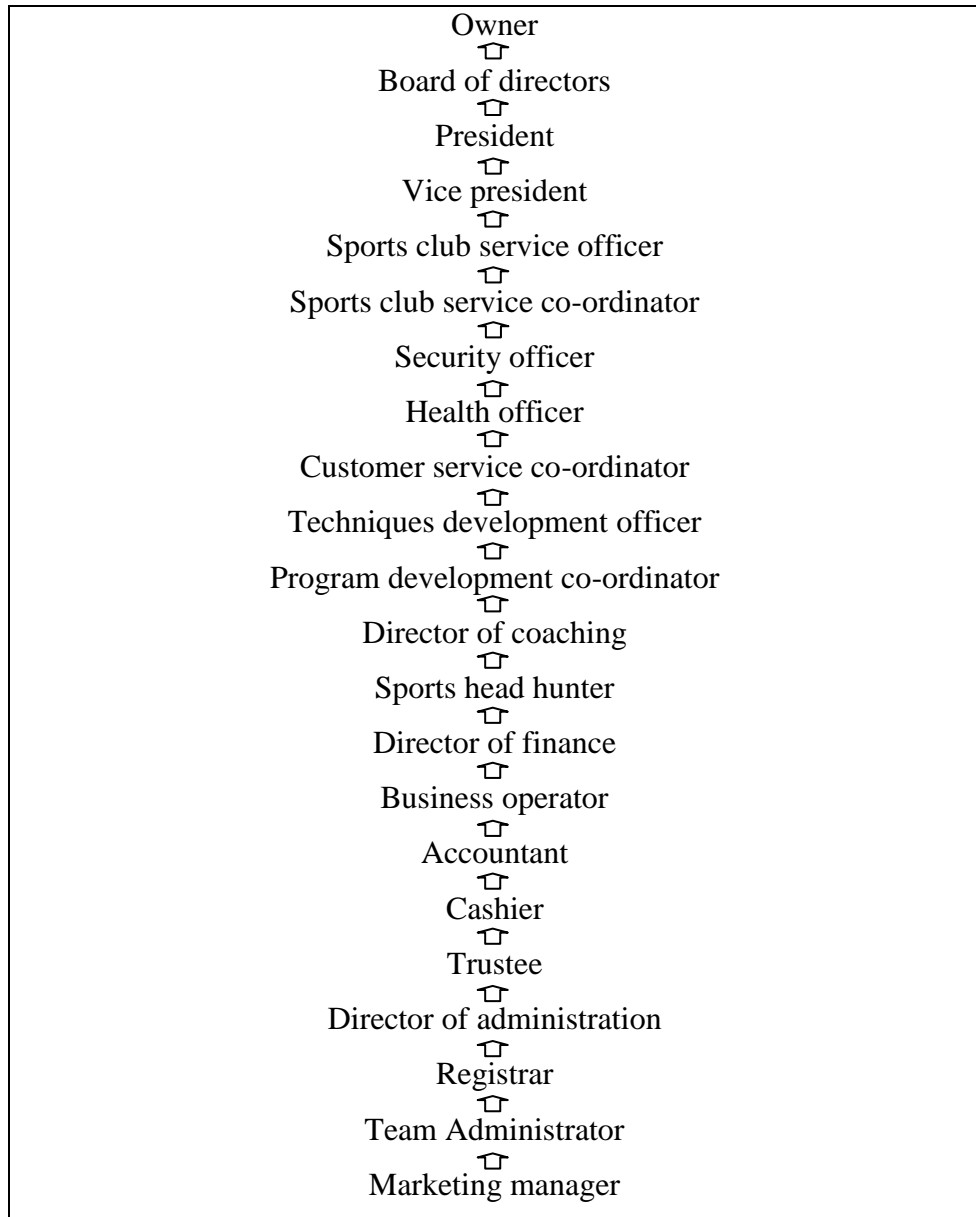 Owner
Board of directors
President
Vice president
Sports club service officer
Sports club service co-ordinator
Security officer
Health officer
Customer service co-ordinator
Techniques development officer
Program development co-ordinator
Director of coaching
Sports head hunter
Director of finance
Business operator
Accountant
Cashier
Trustee
Director of administration
Registrar
Team Administrator
Marketing manager